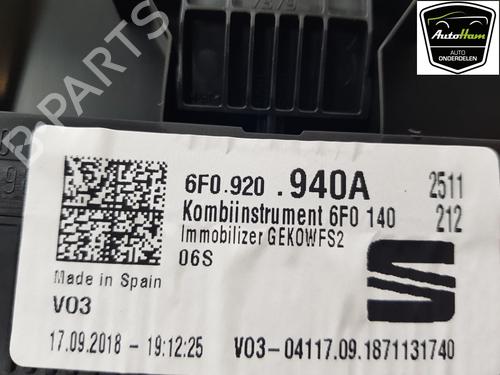 AutoHam
AUTO
ONDERDELEN
B-PARTS
6F0.920 .940A 2511
Kombiinstrument 6F0 140 212
Immobilizer GEKOWFS2
06S
Made in Spain
V03
17.09.2018 - 19:12:25 V03-04117.09.1871131740